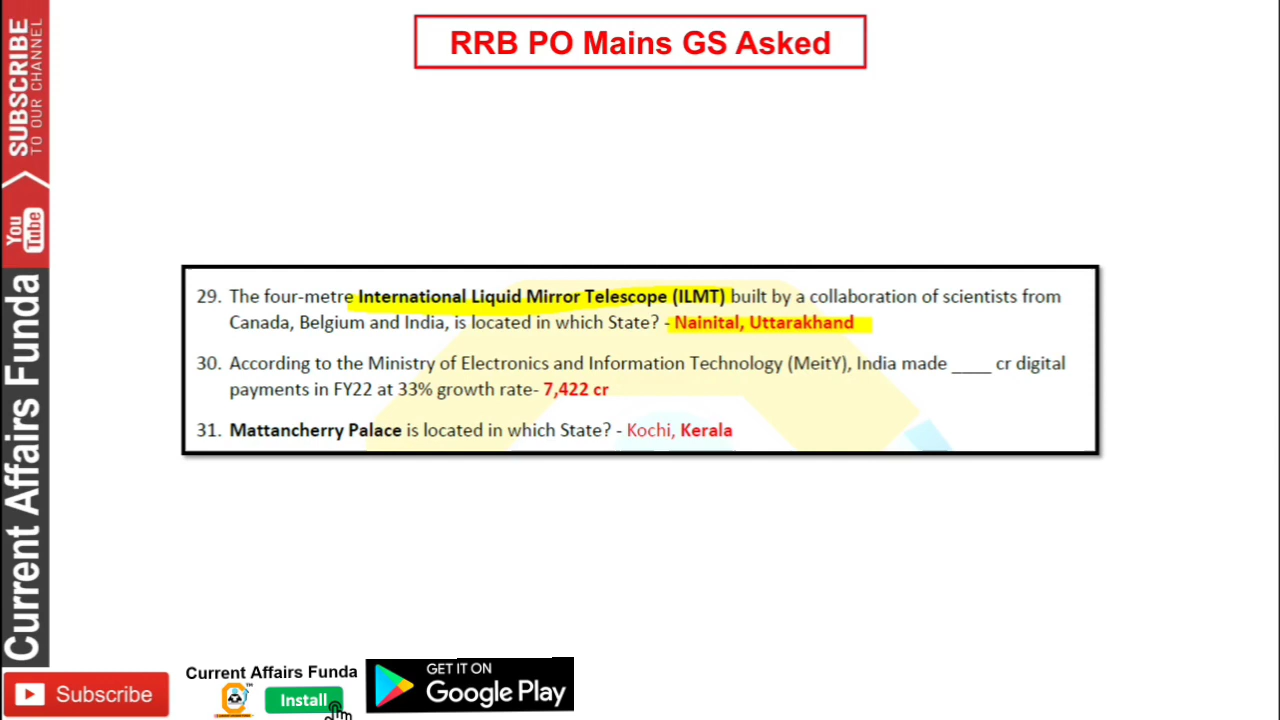 RRB PO Mains GS Asked
SUBSCRIBE
TO OUR CHANNEL
You
Tube
Current Affairs Funda
29. The four-metre International Liquid Mirror Telescope (ILMT) built by a collaboration of scientists from
Canada, Belgium and India, is located in which State? - Nainital, Uttarakhand
30. According to the Ministry of Electronics and Information Technology (MeitY), India made ____ cr digital
payments in FY22 at 33% growth rate- 7,422 cr
31. Mattancherry Palace is located in which State? - Kochi, Kerala
Subscribe
Current Affairs Funda
Install
GET IT ON
Google Play